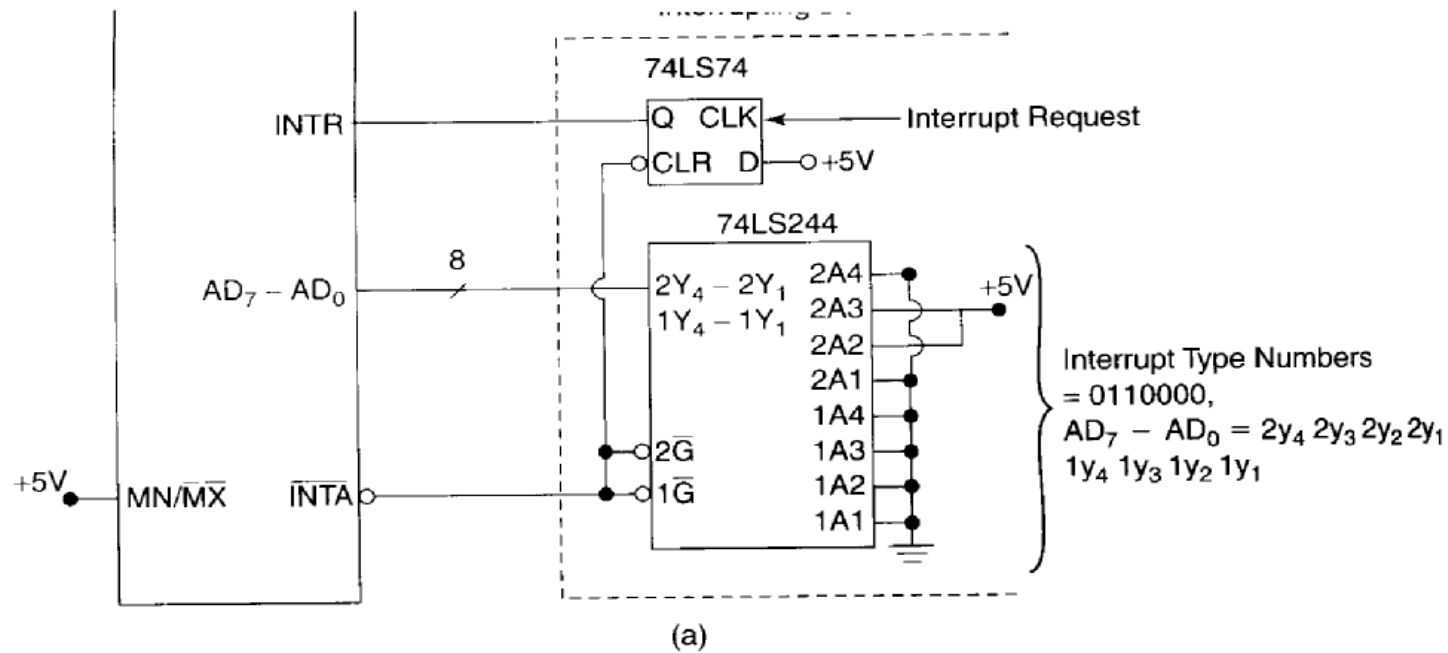 74LS74
INTR
Q CLK
Interrupt Request
CLR D
+5V
74LS244
8
AD₇ – AD₀
2Y₄ – 2Y₁
1Y₄ – 1Y₁
2A4
2A3
2A2
2A1
1A4
1A3
1A2
1A1
+5V
Interrupt Type Numbers
= 0110000,
AD₇ – AD₀ = 2y₄ 2y₃ 2y₂ 2y₁
1y₄ 1y₃ 1y₂ 1y₁
2G̅
1G̅
+5V
MN/M̅X̅
I̅N̅T̅A̅
(a)